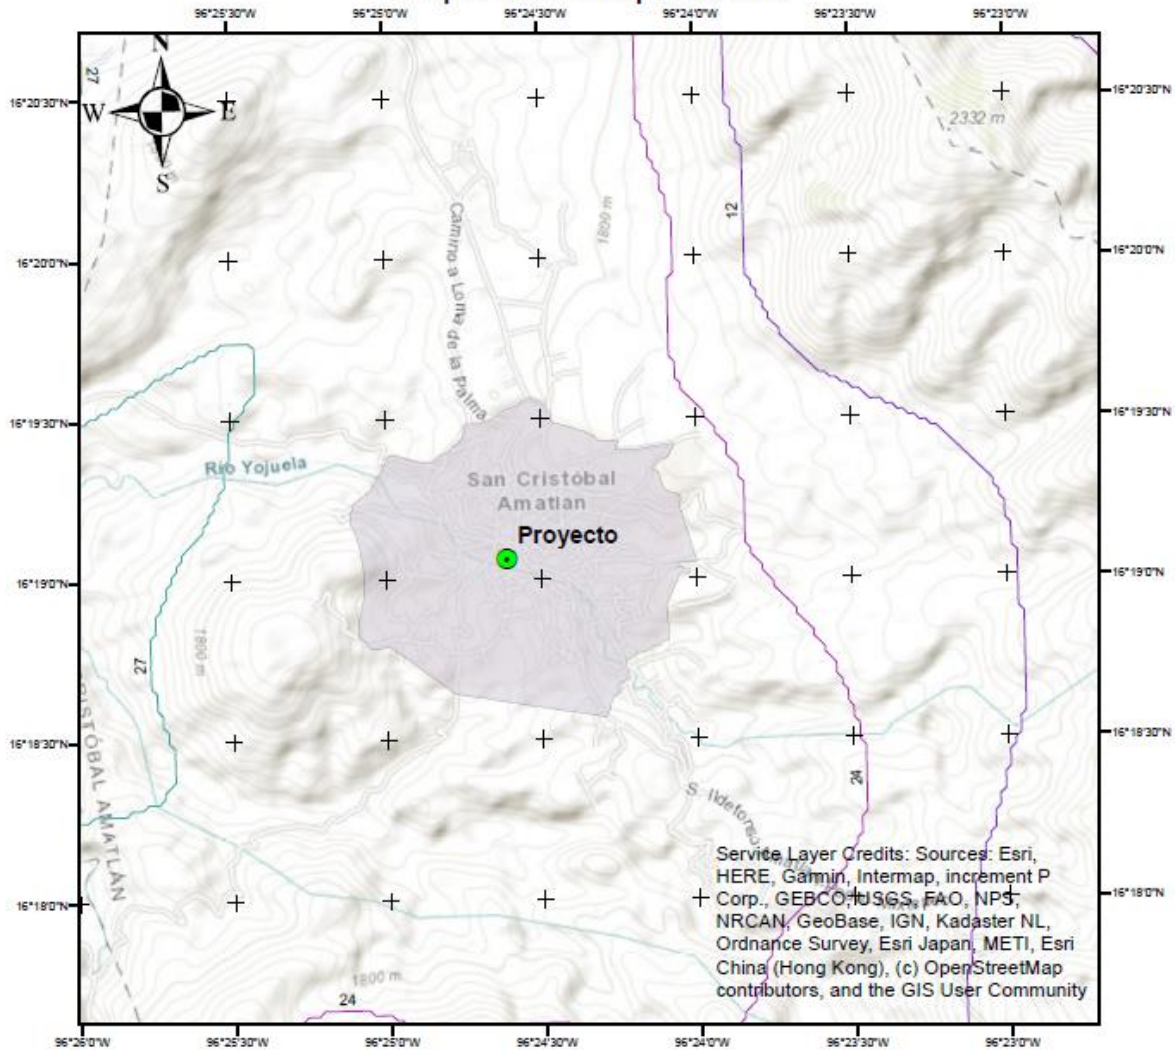 96°25'30"W 96°25'0"W 96°24'30"W 96°24'0"W 96°23'30"W 96°23'0"W
N
W E
S
27
16°20'30"N
16°20'30"N
2332 m
12
1800 m
Camino a Loma de la Palma
16°20'0"N
16°20'0"N
16°19'30"N
16°19'30"N
Río Yojuela
San Cristóbal
Amatlan
Proyecto
16°19'0"N
16°19'0"N
1800 m
27
16°18'30"N
16°18'30"N
24
RISTÓBAL AMATLÁN
S. Ildefonso
Service Layer Credits: Sources: Esri,
HERE, Garmin, Intermap, increment P
Corp., GEBCO, USGS, FAO, NPS,
NRCAN, GeoBase, IGN, Kadaster NL,
Ordnance Survey, Esri Japan, METI, Esri
China (Hong Kong), (c) OpenStreetMap
contributors, and the GIS User Community
16°18'0"N
16°18'0"N
1800 m
24
96°26'0"W 96°25'30"W 96°25'0"W 96°24'30"W 96°24'0"W 96°23'30"W 96°23'0"W